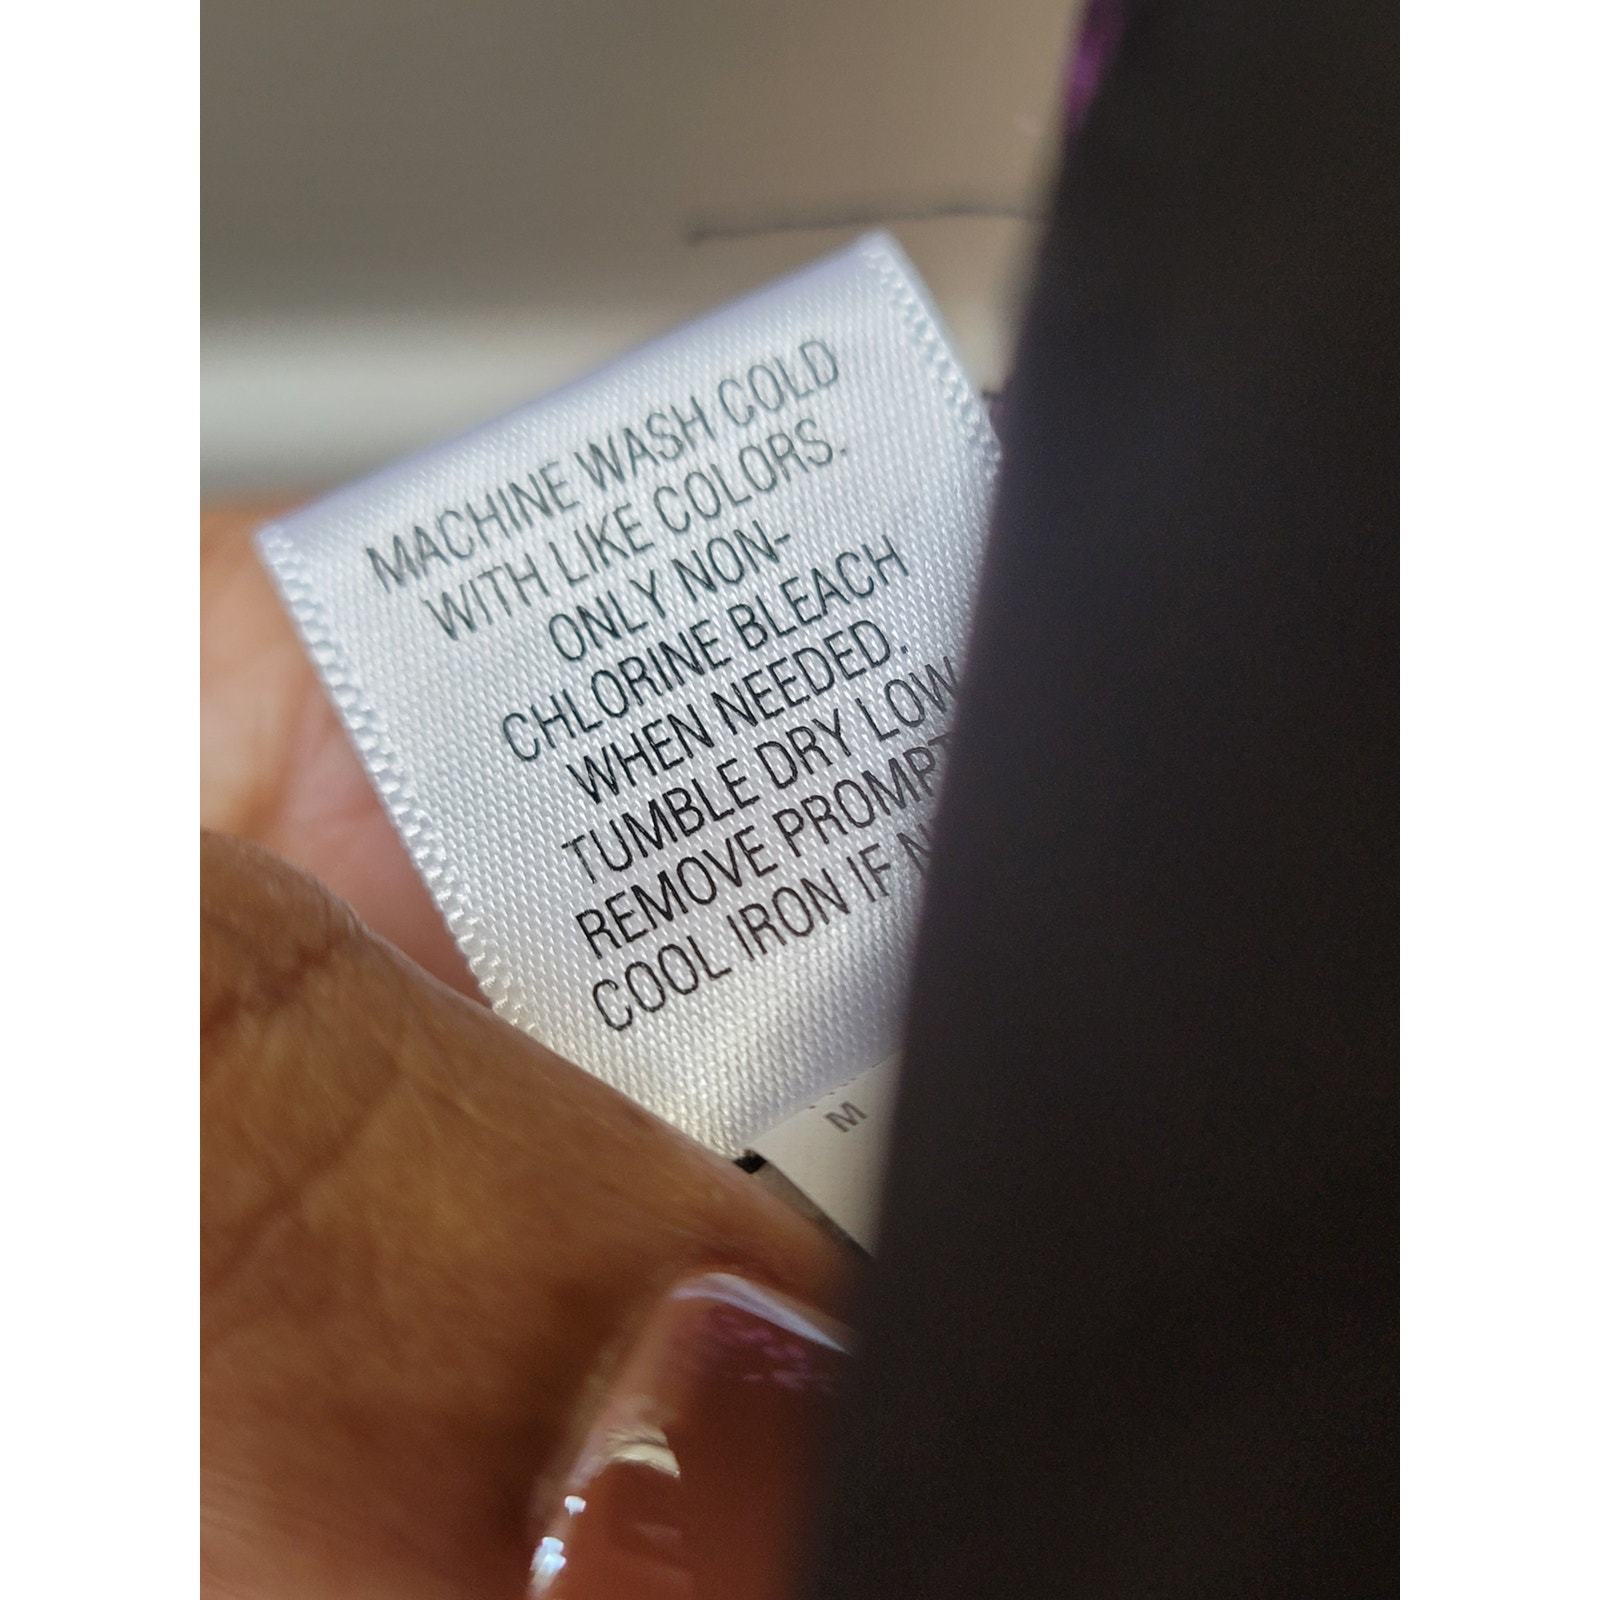 MACHINE WASH COLD
WITH LIKE COLORS.
ONLY NON-
CHLORINE BLEACH
WHEN NEEDED.
TUMBLE DRY LOW
REMOVE
COOL IRON IF
M